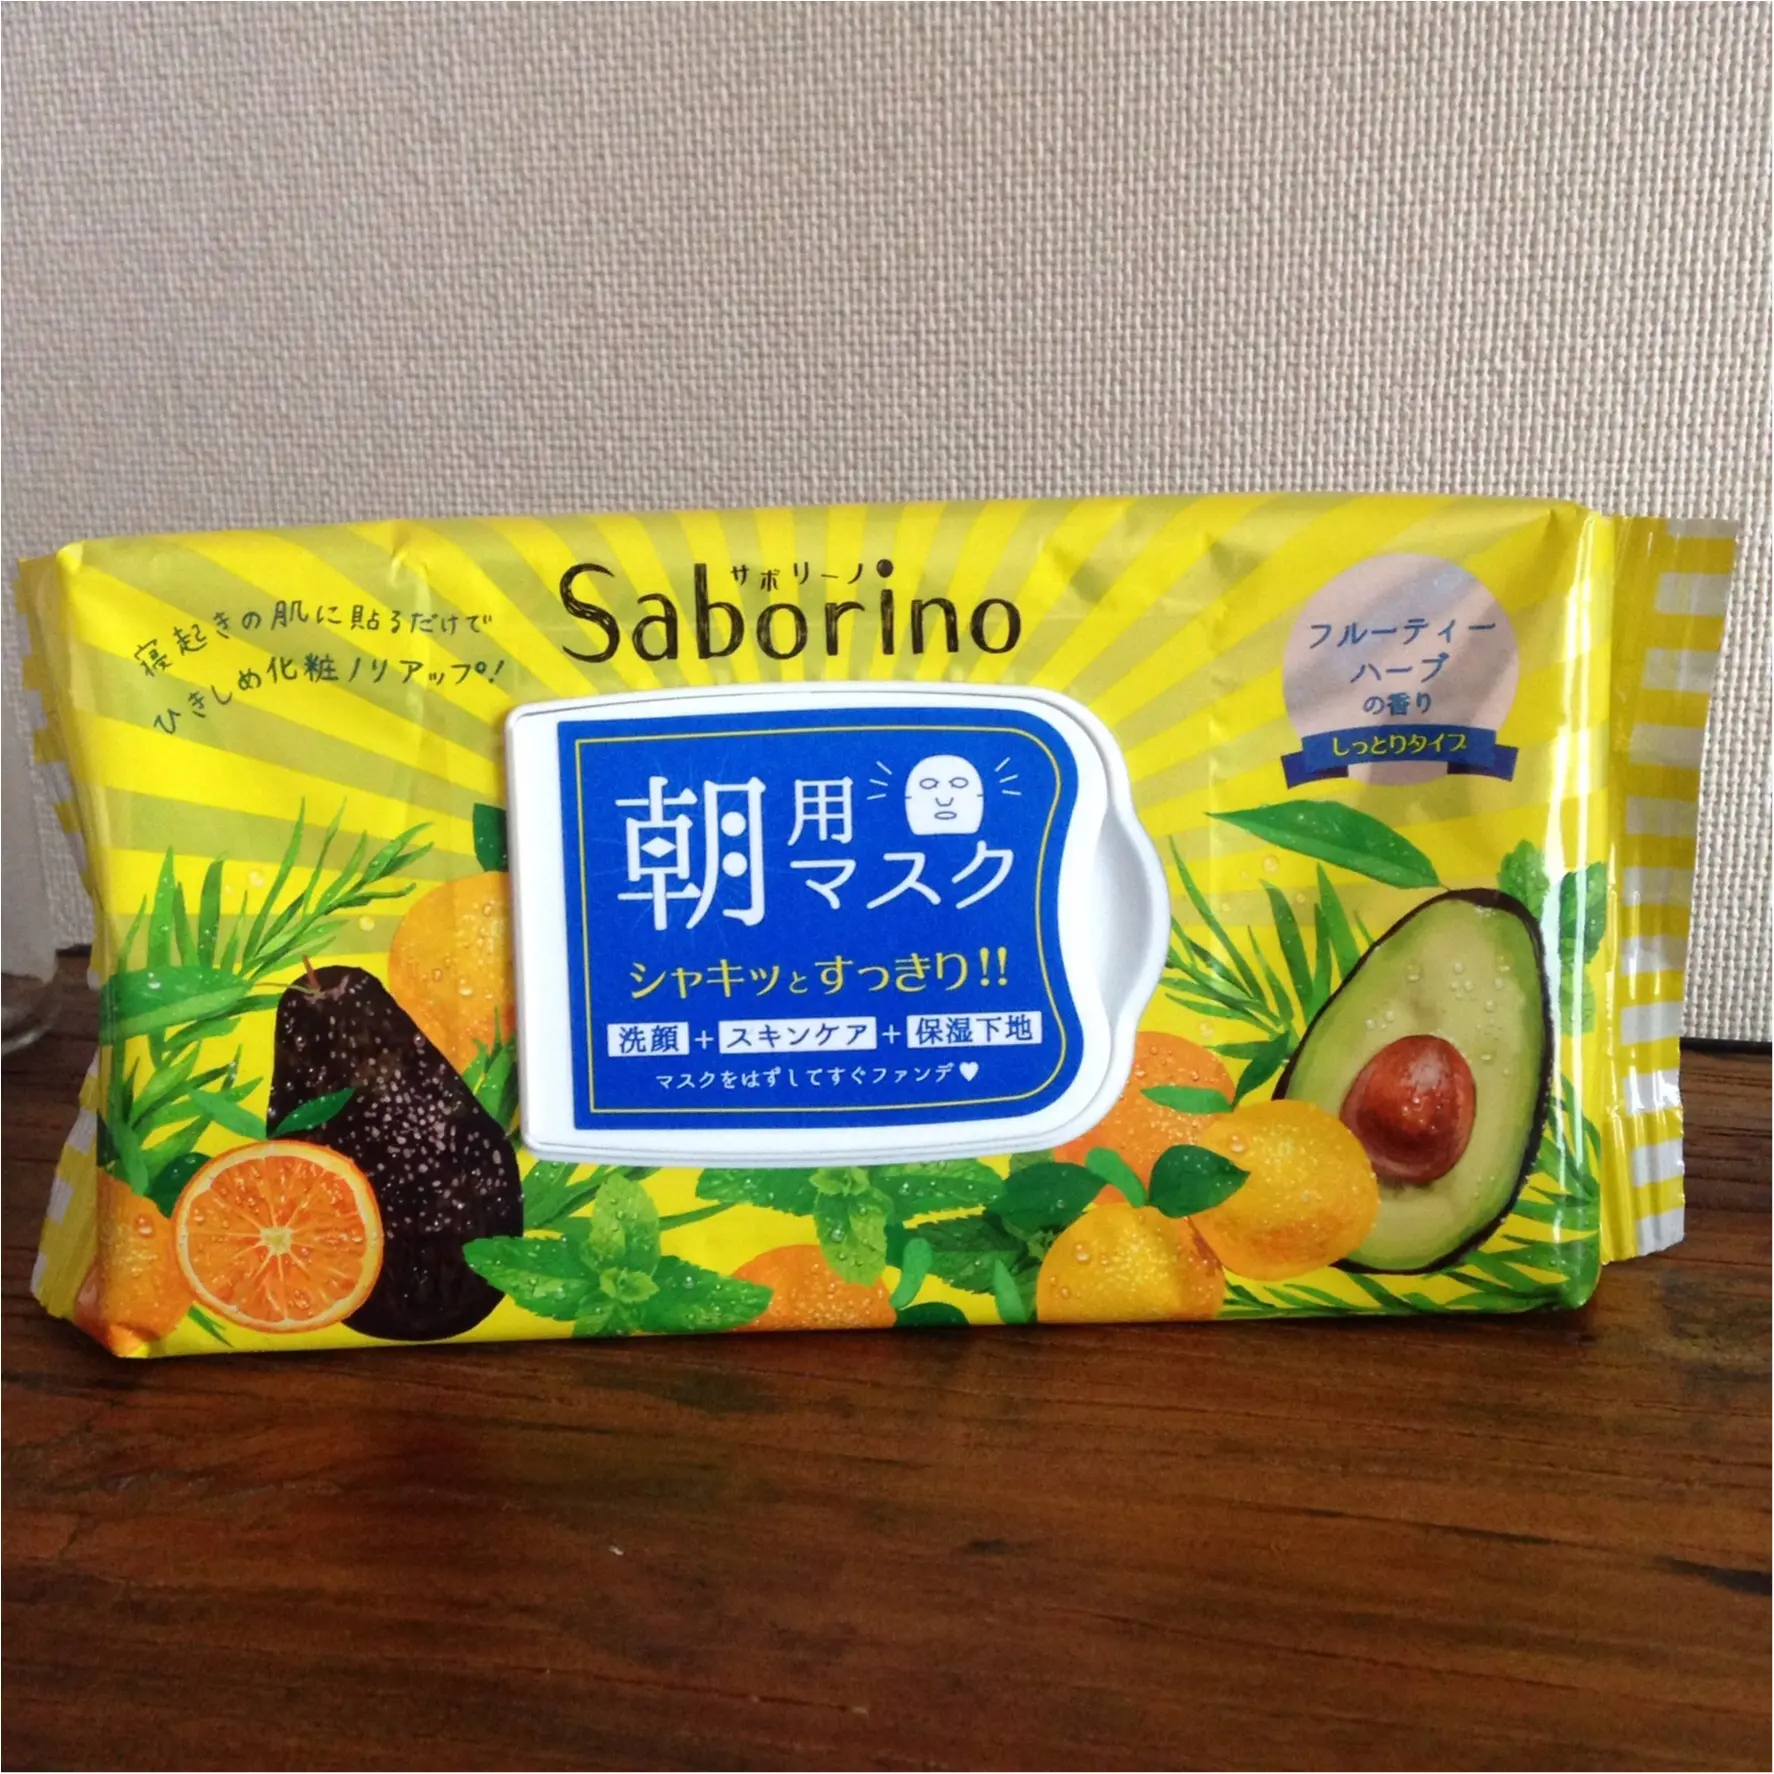 寝起きの肌に貼るだけで
ひきしめ化粧ノリアップ!
サボリーノ
Saborino
フルーティー
ハーブ
の香り
しっとりタイプ
朝用マスク
シャキッとすっきり!!
洗顔+スキンケア+保湿下地
マスクをはずしてすぐファンデ♥